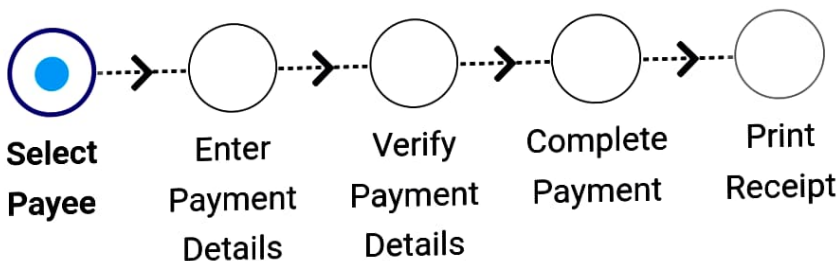 Select
Payee
Enter
Payment
Details
Verify
Payment
Details
Complete
Payment
Print
Receipt